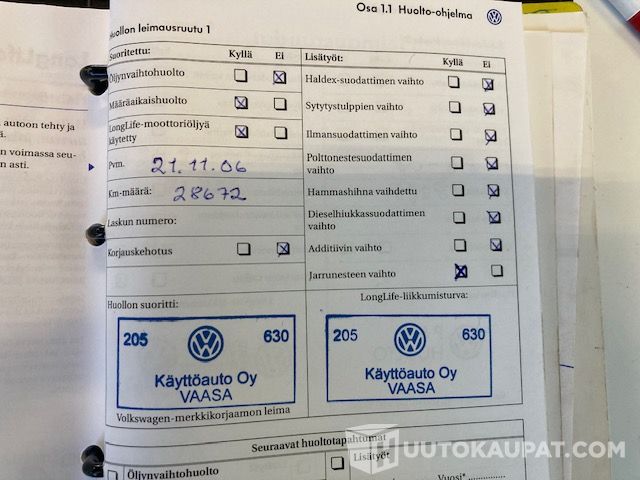 Osa 1.1 Huolto-ohjelma
Huollon leimausruutu 1
Suoritettu: Kyllä Ei
Öljynvaihtohuolto
Määräaikaishuolto
LongLife-moottoriöljyä
käytetty
Pvm. 21.11.06
Km-määrä: 28672
Laskun numero:
Korjauskehotus
Lisätyöt: Kyllä Ei
Haldex-suodattimen vaihto
Sytytystulppien vaihto
Ilmansuodattimen vaihto
Polttonestesuodattimen
vaihto
Hammashihna vaihdettu
Dieselhiukkassuodattimen
vaihto
Additiivin vaihto
Jarrunesteen vaihto
Huollon suoritti:
205 630
Käyttöauto Oy
VAASA
Volkswagen-merkkikorjaamon leima
LongLife-liikkumisturva:
205 630
Käyttöauto Oy
VAASA
Seuraavat huoltotapahtumat
Öljynvaihtohuolto
Lisätyöt
Vuosi*
autoon tehty ja
n voimassa seu-
n asti.
HUUTOKAUPAT.COM